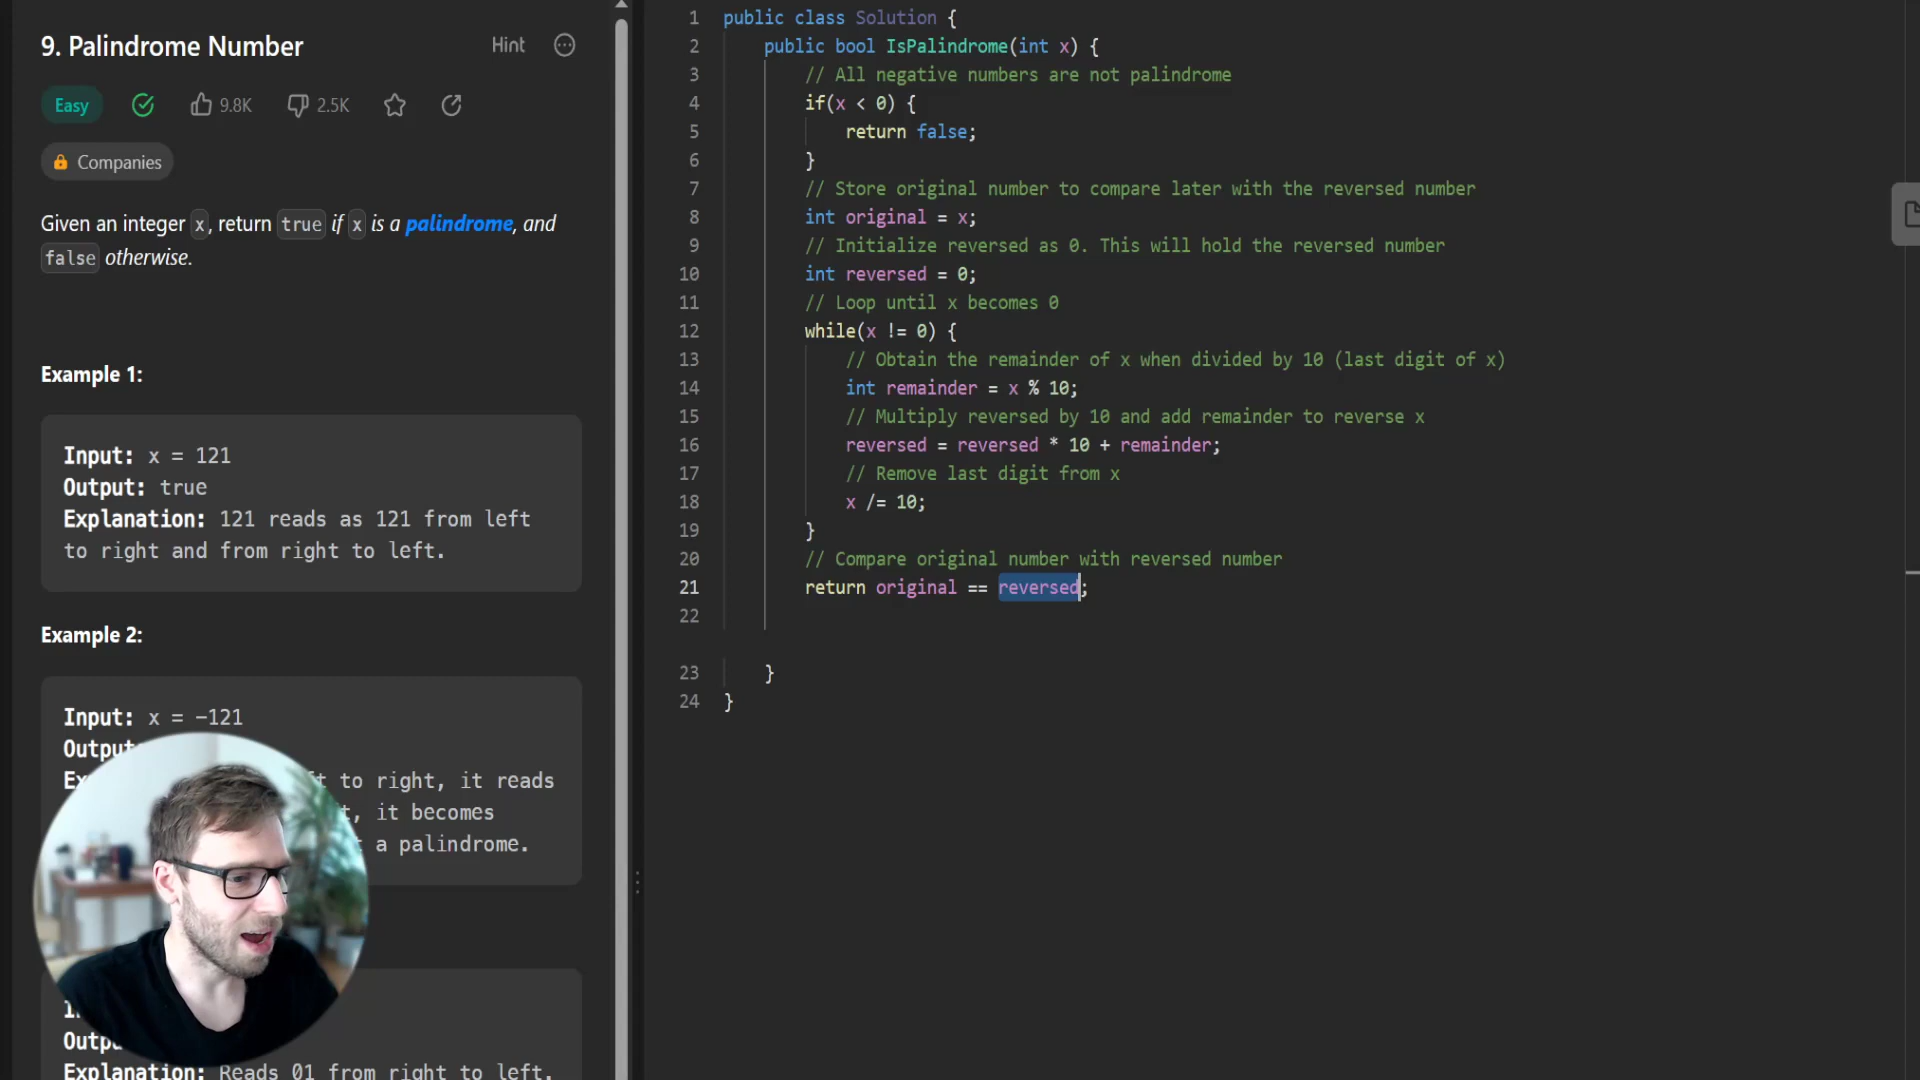 9. Palindrome Number
Hint
Easy 9.8K 2.5K
Companies
Given an integer x, return true if x is a palindrome, and
false otherwise.
Example 1:
Input: x = 121
Output: true
Explanation: 121 reads as 121 from left
to right and from right to left.
Example 2:
Input: x = -121
Output
to right, it reads
, it becomes
a palindrome.
Explanation: Reads 01 from right to left.
1 public class Solution {
2 public bool IsPalindrome(int x) {
3 // All negative numbers are not palindrome
4 if(x < 0) {
5 return false;
6 }
7 // Store original number to compare later with the reversed number
8 int original = x;
9 // Initialize reversed as 0. This will hold the reversed number
10 int reversed = 0;
11 // Loop until x becomes 0
12 while(x != 0) {
13 // Obtain the remainder of x when divided by 10 (last digit of x)
14 int remainder = x % 10;
15 // Multiply reversed by 10 and add remainder to reverse x
16 reversed = reversed * 10 + remainder;
17 // Remove last digit from x
18 x /= 10;
19 }
20 // Compare original number with reversed number
21 return original == reversed;
22
23 }
24 }